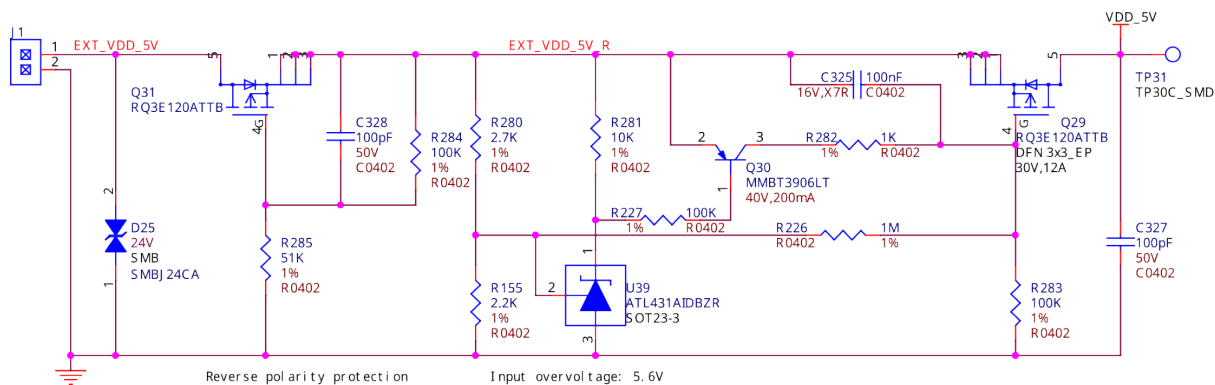 J1
1
2
EXT_VDD_5V
5
1
2
3
Q31
RQ3E120ATTB
4
G
C328
100pF
50V
C0402
R284
100K
1%
R0402
R285
51K
1%
R0402
2
D25
24V
SMB
SMBJ24CA
1
EXT_VDD_5V_R
R280
2.7K
1%
R0402
R281
10K
1%
R0402
R155
2.2K
1%
R0402
R227
100K
1%
R0402
1
2
3
U39
ATL431AIDBZR
SOT23-3
2
3
1
Q30
MMBT3906LT
40V,200mA
C325
100nF
16V,X7R
C0402
R282
1K
1%
R0402
R226
1M
R0402
1%
3
2
1
5
4
G
Q29
RQ3E120ATTB
DFN 3x3_EP
30V,12A
R283
100K
1%
R0402
VDD_5V
TP31
TP30C_SMD
C327
100pF
50V
C0402
Reverse polarity protection
Input overvoltage: 5.6V